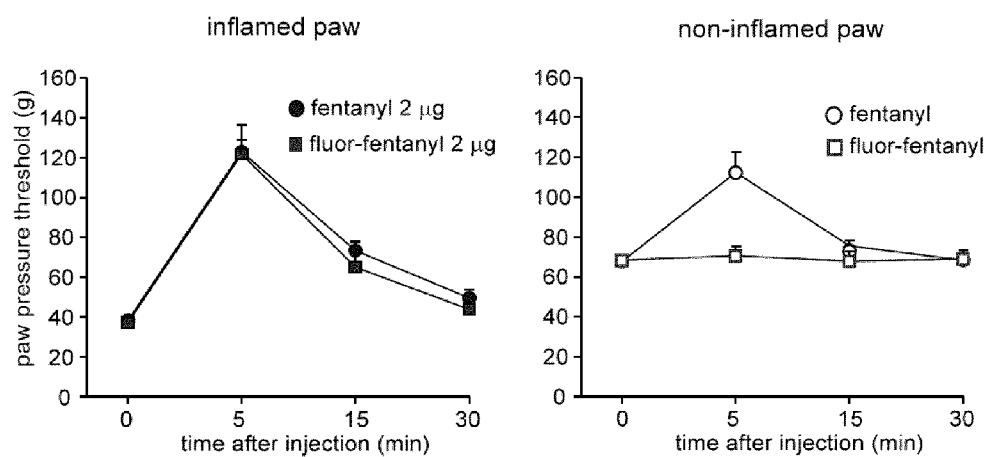 inflamed paw
non-inflamed paw
paw pressure threshold (g)
160
140
120
100
80
60
40
20
0
fentanyl 2 μg
fluor-fentanyl 2 μg
0
5
15
30
time after injection (min)
160
140
120
100
80
60
40
20
0
fentanyl
fluor-fentanyl
0
5
15
30
time after injection (min)